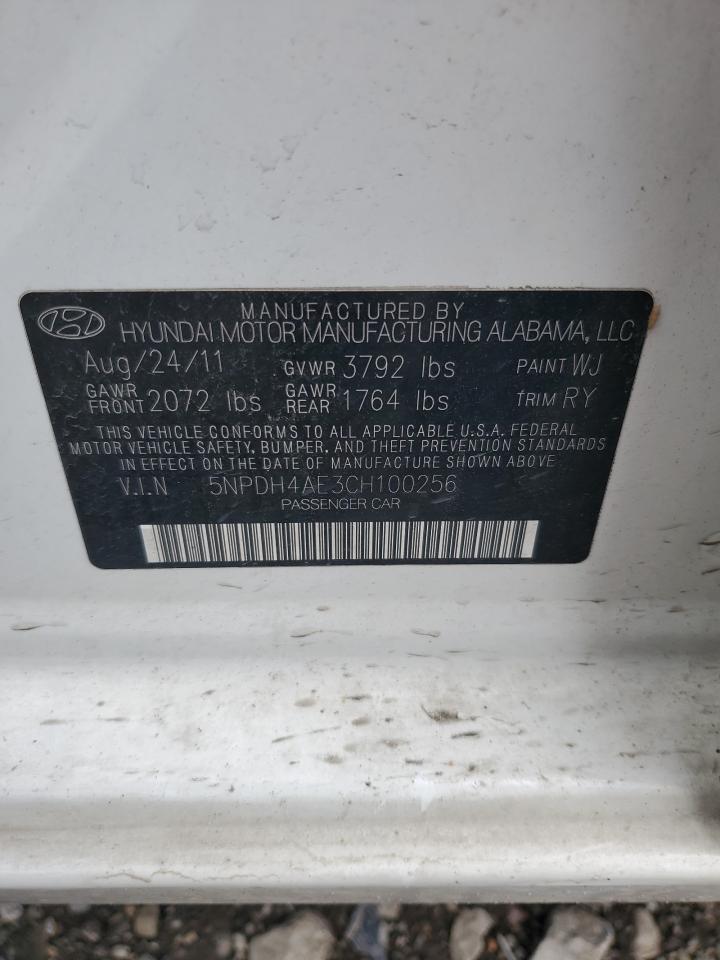 MANUFACTURED BY
HYUNDAI MOTOR MANUFACTURING ALABAMA, LLC
Aug/24/11 GVWR 3792 lbs PAINT WJ
GAWR FRONT 2072 lbs GAWR REAR 1764 lbs TRIM RY
THIS VEHICLE CONFORMS TO ALL APPLICABLE U.S.A. FEDERAL
MOTOR VEHICLE SAFETY, BUMPER, AND THEFT PREVENTION STANDARDS
IN EFFECT ON THE DATE OF MANUFACTURE SHOWN ABOVE.
V.I.N 5NPDH4AE3CH100256
PASSENGER CAR